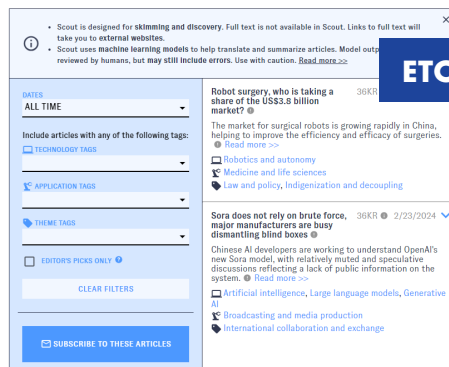 Scout is designed for skimming and discovery. Full text is not available in Scout. Links to full text will
take you to external websites.
Scout uses machine learning models to help translate and summarize articles. Model outp
reviewed by humans, but may still include errors. Use with caution. Read more >>
ETC
DATES
ALL TIME
Include articles with any of the following tags:
TECHNOLOGY TAGS
APPLICATION TAGS
THEME TAGS
EDITOR'S PICKS ONLY
CLEAR FILTERS
SUBSCRIBE TO THESE ARTICLES
Robot surgery, who is taking a
share of the US$3.8 billion
market?
36KR
The market for surgical robots is growing rapidly in China,
helping to improve the efficiency and efficacy of surgeries.
Read more >>
Robotics and autonomy
Medicine and life sciences
Law and policy, Indigenization and decoupling
Sora does not rely on brute force,
major manufacturers are busy
dismantling blind boxes
36KR 2/23/2024
Chinese AI developers are working to understand OpenAI's
new Sora model, with relatively muted and speculative
discussions reflecting a lack of public information on the
system. Read more >>
Artificial intelligence, Large language models, Generative
AI
Broadcasting and media production
International collaboration and exchange